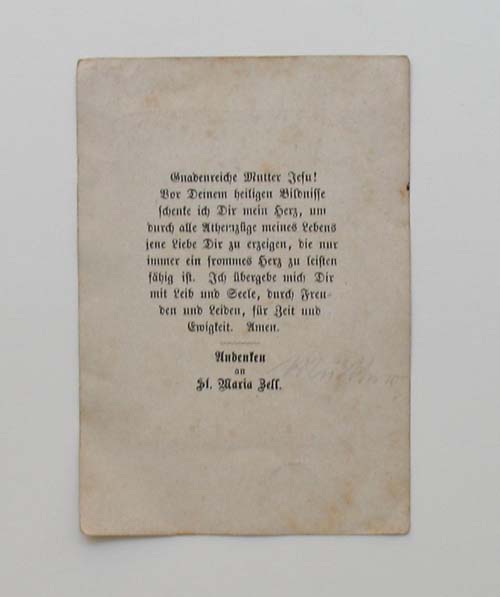 Gnadenreiche Mutter Jesu!
Vor Deinem heiligen Bildnisse
schenke ich Dir mein Herz, um
durch alle Athemzüge meines Lebens
jene Liebe Dir zu erzeigen, die nur
immer ein frommes Herz zu leisten
fähig ist. Ich übergebe mich Dir
mit Leib und Seele, durch Freu-
den und Leiden, für Zeit und
Ewigkeit. Amen.
Andenken
an
St. Maria Zell.